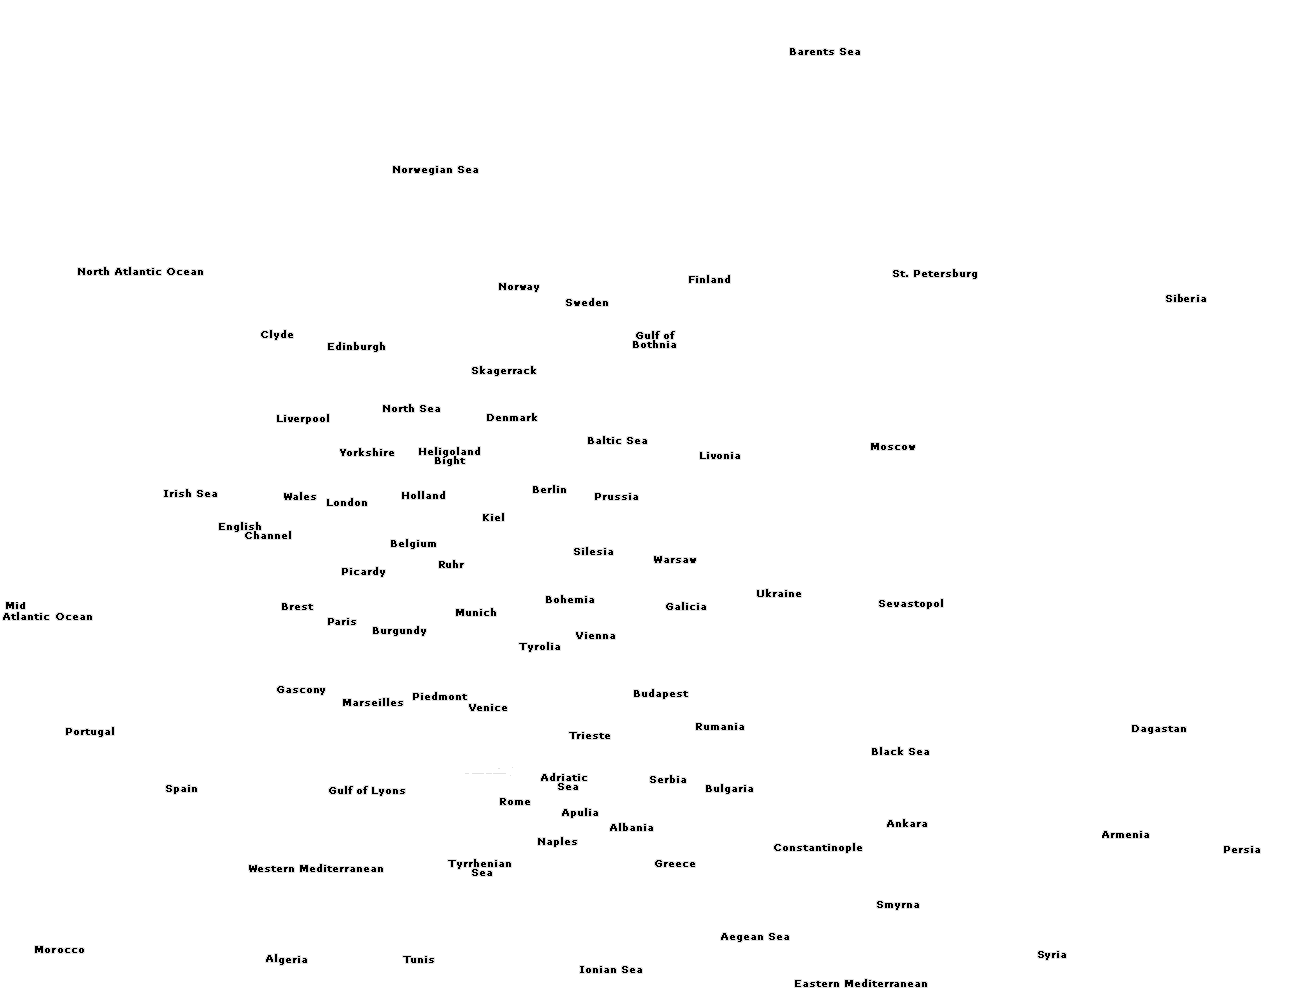 Barents Sea
Norwegian Sea
North Atlantic Ocean
St. Petersburg
Finland
Norway
Siberia
Sweden
Clyde
Gulf of
Bothnia
Edinburgh
Skagerrack
North Sea
Liverpool
Denmark
Baltic Sea
Moscow
Yorkshire
Heligoland
Bight
Livonia
Berlin
Irish Sea
Wales
Holland
Prussia
London
Kiel
English
Channel
Belgium
Silesia
Warsaw
Ruhr
Picardy
Ukraine
Bohemia
Sevastopol
Mid
Atlantic Ocean
Brest
Galicia
Munich
Paris
Burgundy
Vienna
Tyrolia
Gascony
Budapest
Piedmont
Marseilles
Venice
Rumania
Dagastan
Portugal
Trieste
Black Sea
Adriatic
Sea
Serbia
Spain
Gulf of Lyons
Bulgaria
Rome
Apulia
Ankara
Albania
Armenia
Naples
Constantinople
Persia
Tyrrhenian
Sea
Greece
Western Mediterranean
Smyrna
Aegean Sea
Morocco
Syria
Algeria
Tunis
Ionian Sea
Eastern Mediterranean